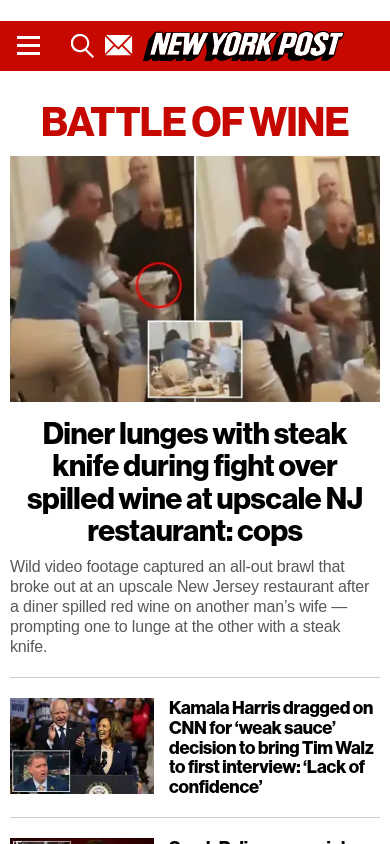 NEW YORK POST
BATTLE OF WINE
Diner lunges with steak
knife during fight over
spilled wine at upscale NJ
restaurant: cops
Wild video footage captured an all-out brawl that
broke out at an upscale New Jersey restaurant after
a diner spilled red wine on another man’s wife —
prompting one to lunge at the other with a steak
knife.
Kamala Harris dragged on
CNN for ‘weak sauce’
decision to bring Tim Walz
to first interview: ‘Lack of
confidence’